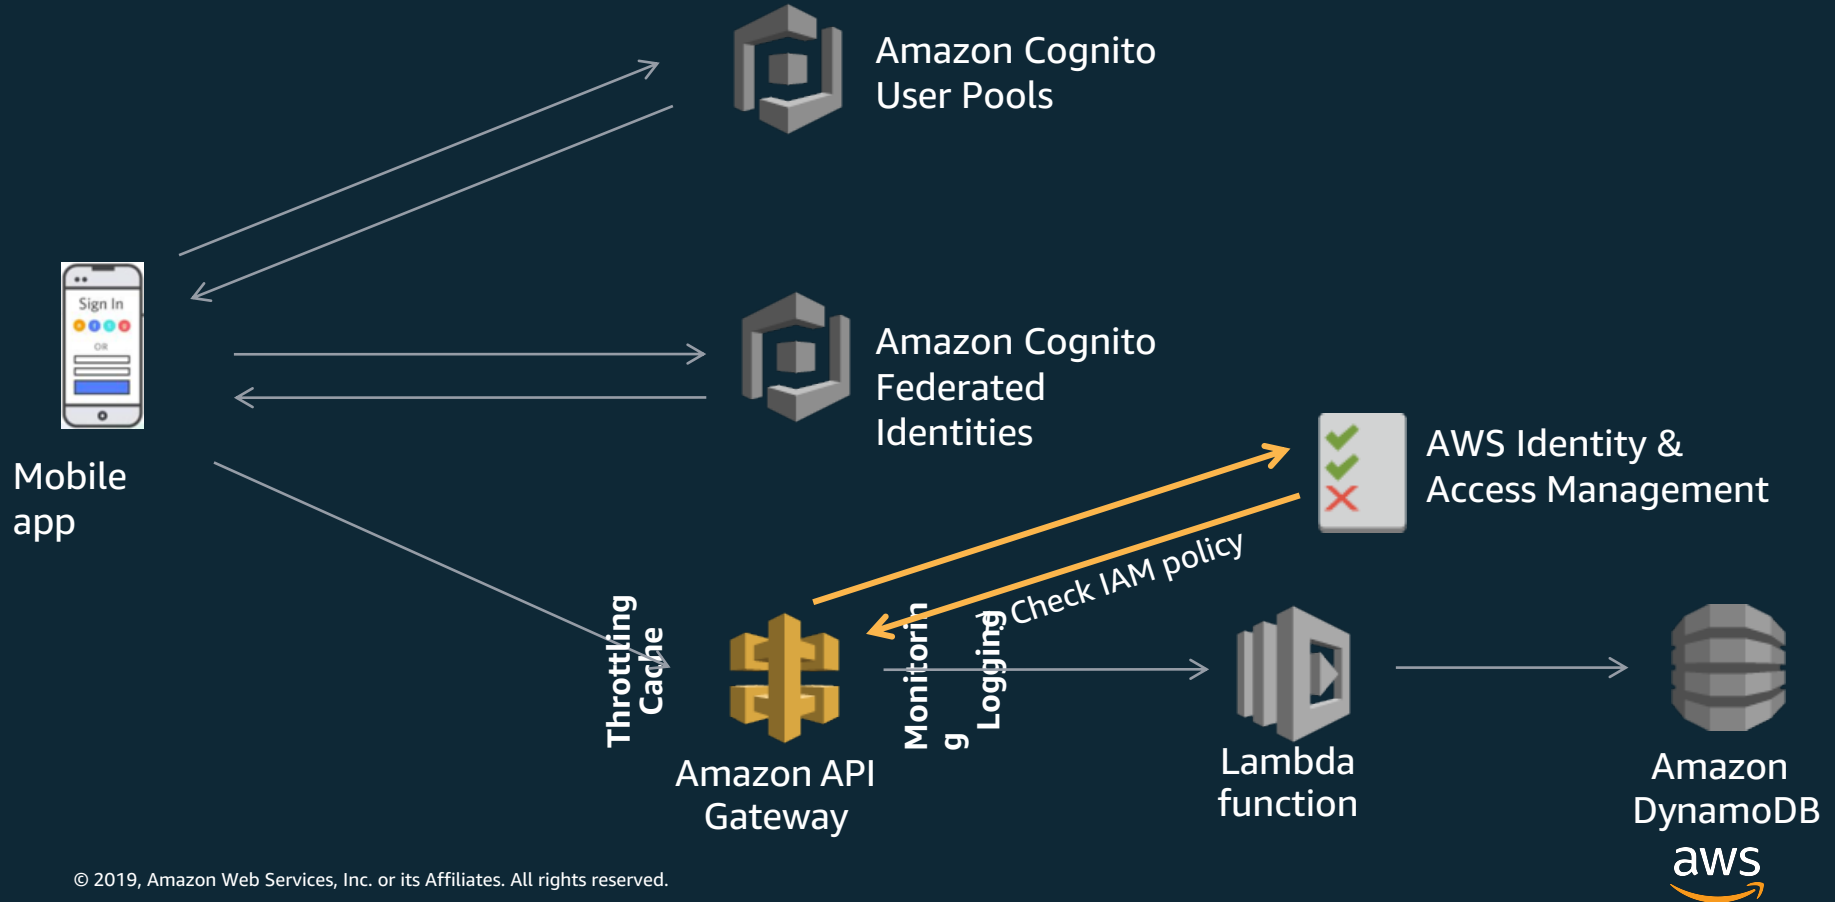 Amazon Cognito
User Pools
Sign In
OR
Mobile
app
Amazon Cognito
Federated
Identities
AWS Identity &
Access Management
Check IAM policy
Throttling
Cache
Monitorin
g
Logging
Amazon API
Gateway
Lambda
function
Amazon
DynamoDB
aws
© 2019, Amazon Web Services, Inc. or its Affiliates. All rights reserved.